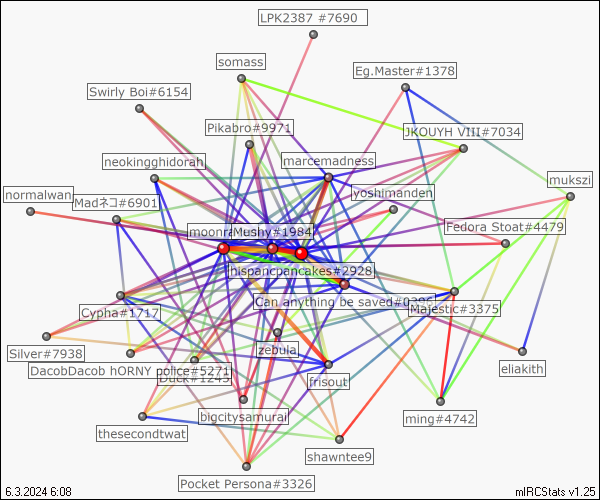 LPK2387 #7690
somass
Eg.Master#1378
Swirly Boi#6154
Pikabro#9971
JKOUYH VIII#7034
neokingghidorah
marcemadness
mukszi
normalwan
Madネコ#6901
yoshimanden
moonra
Mushy#1984
Fedora Stoat#4479
hispancpancakes#2928
Cypha#1717
Can anything be saved
Majestic#3375
Silver#7938
zebula
eliakith
DacobDacob hORNY police#5271
Duck#1243
frisout
bigcitysamurai
ming#4742
thesecondtwat
shawntee9
Pocket Persona#3326
6.3.2024 6:08
mIRCStats v1.25